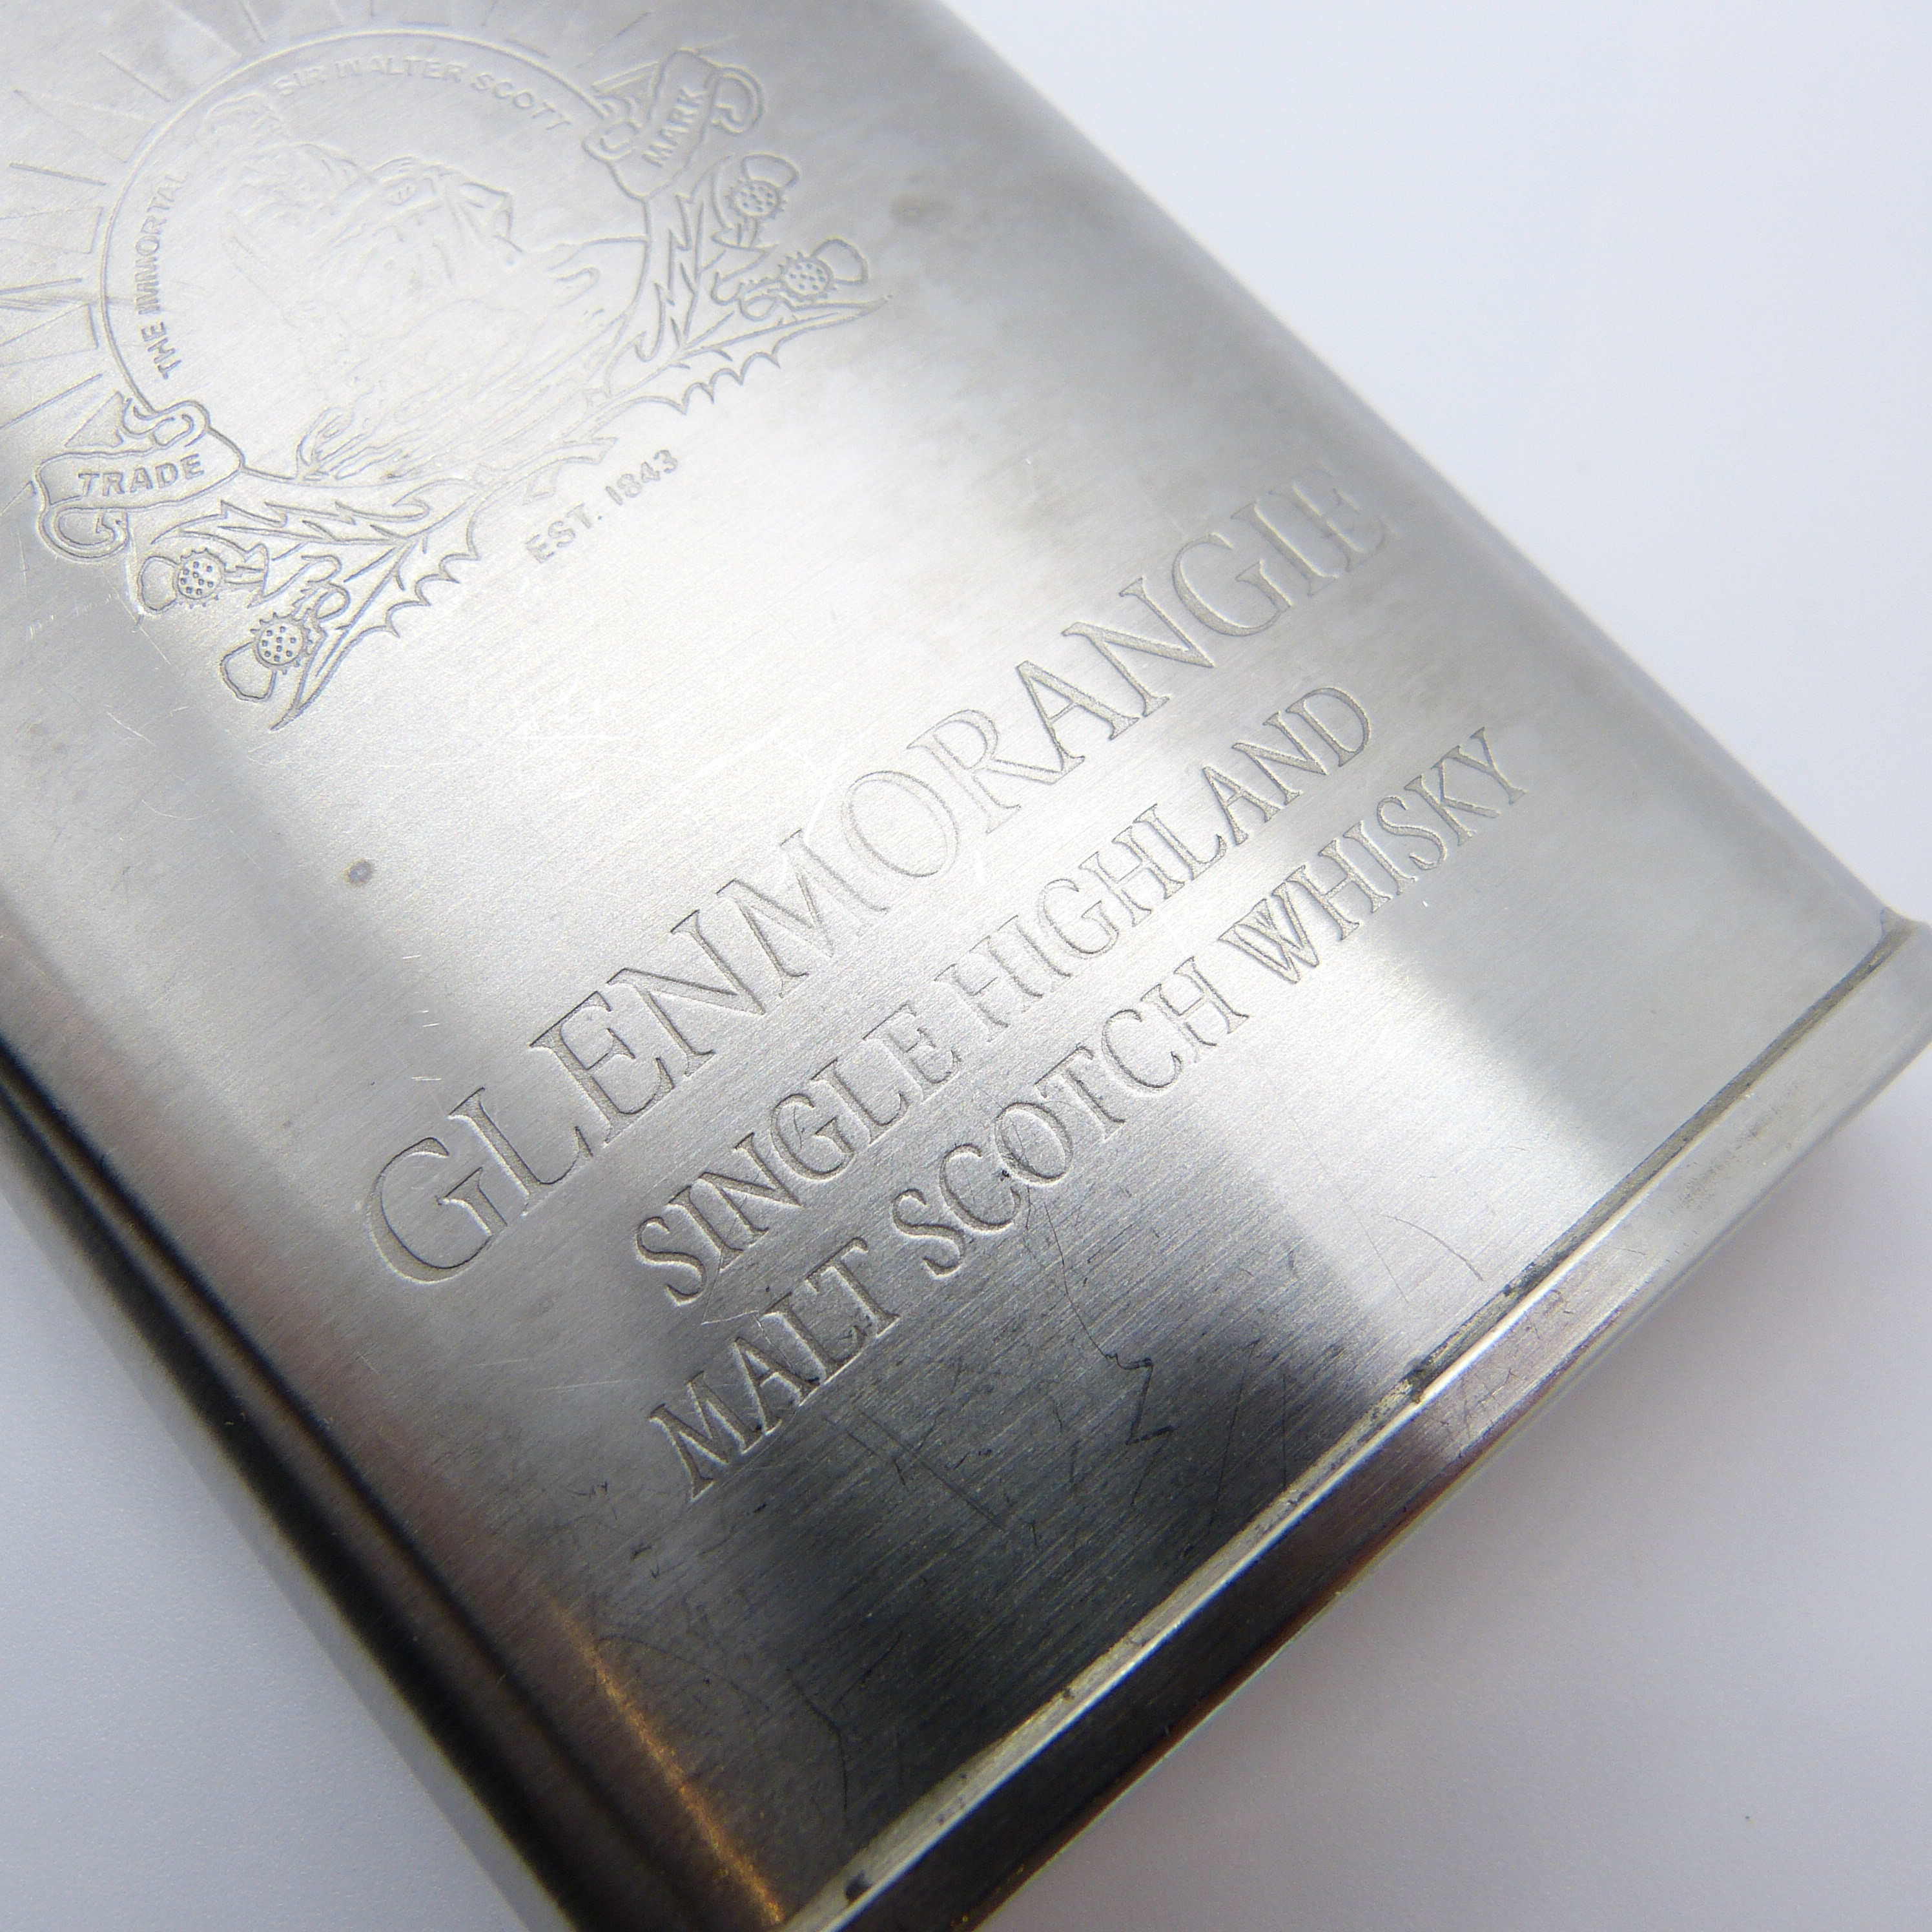 THE IMMORTAL SIR WALTER SCOTT
TRADE MARK
EST. 1843
GLENMORANGIE
SINGLE HIGHLAND
MALT SCOTCH WHISKY